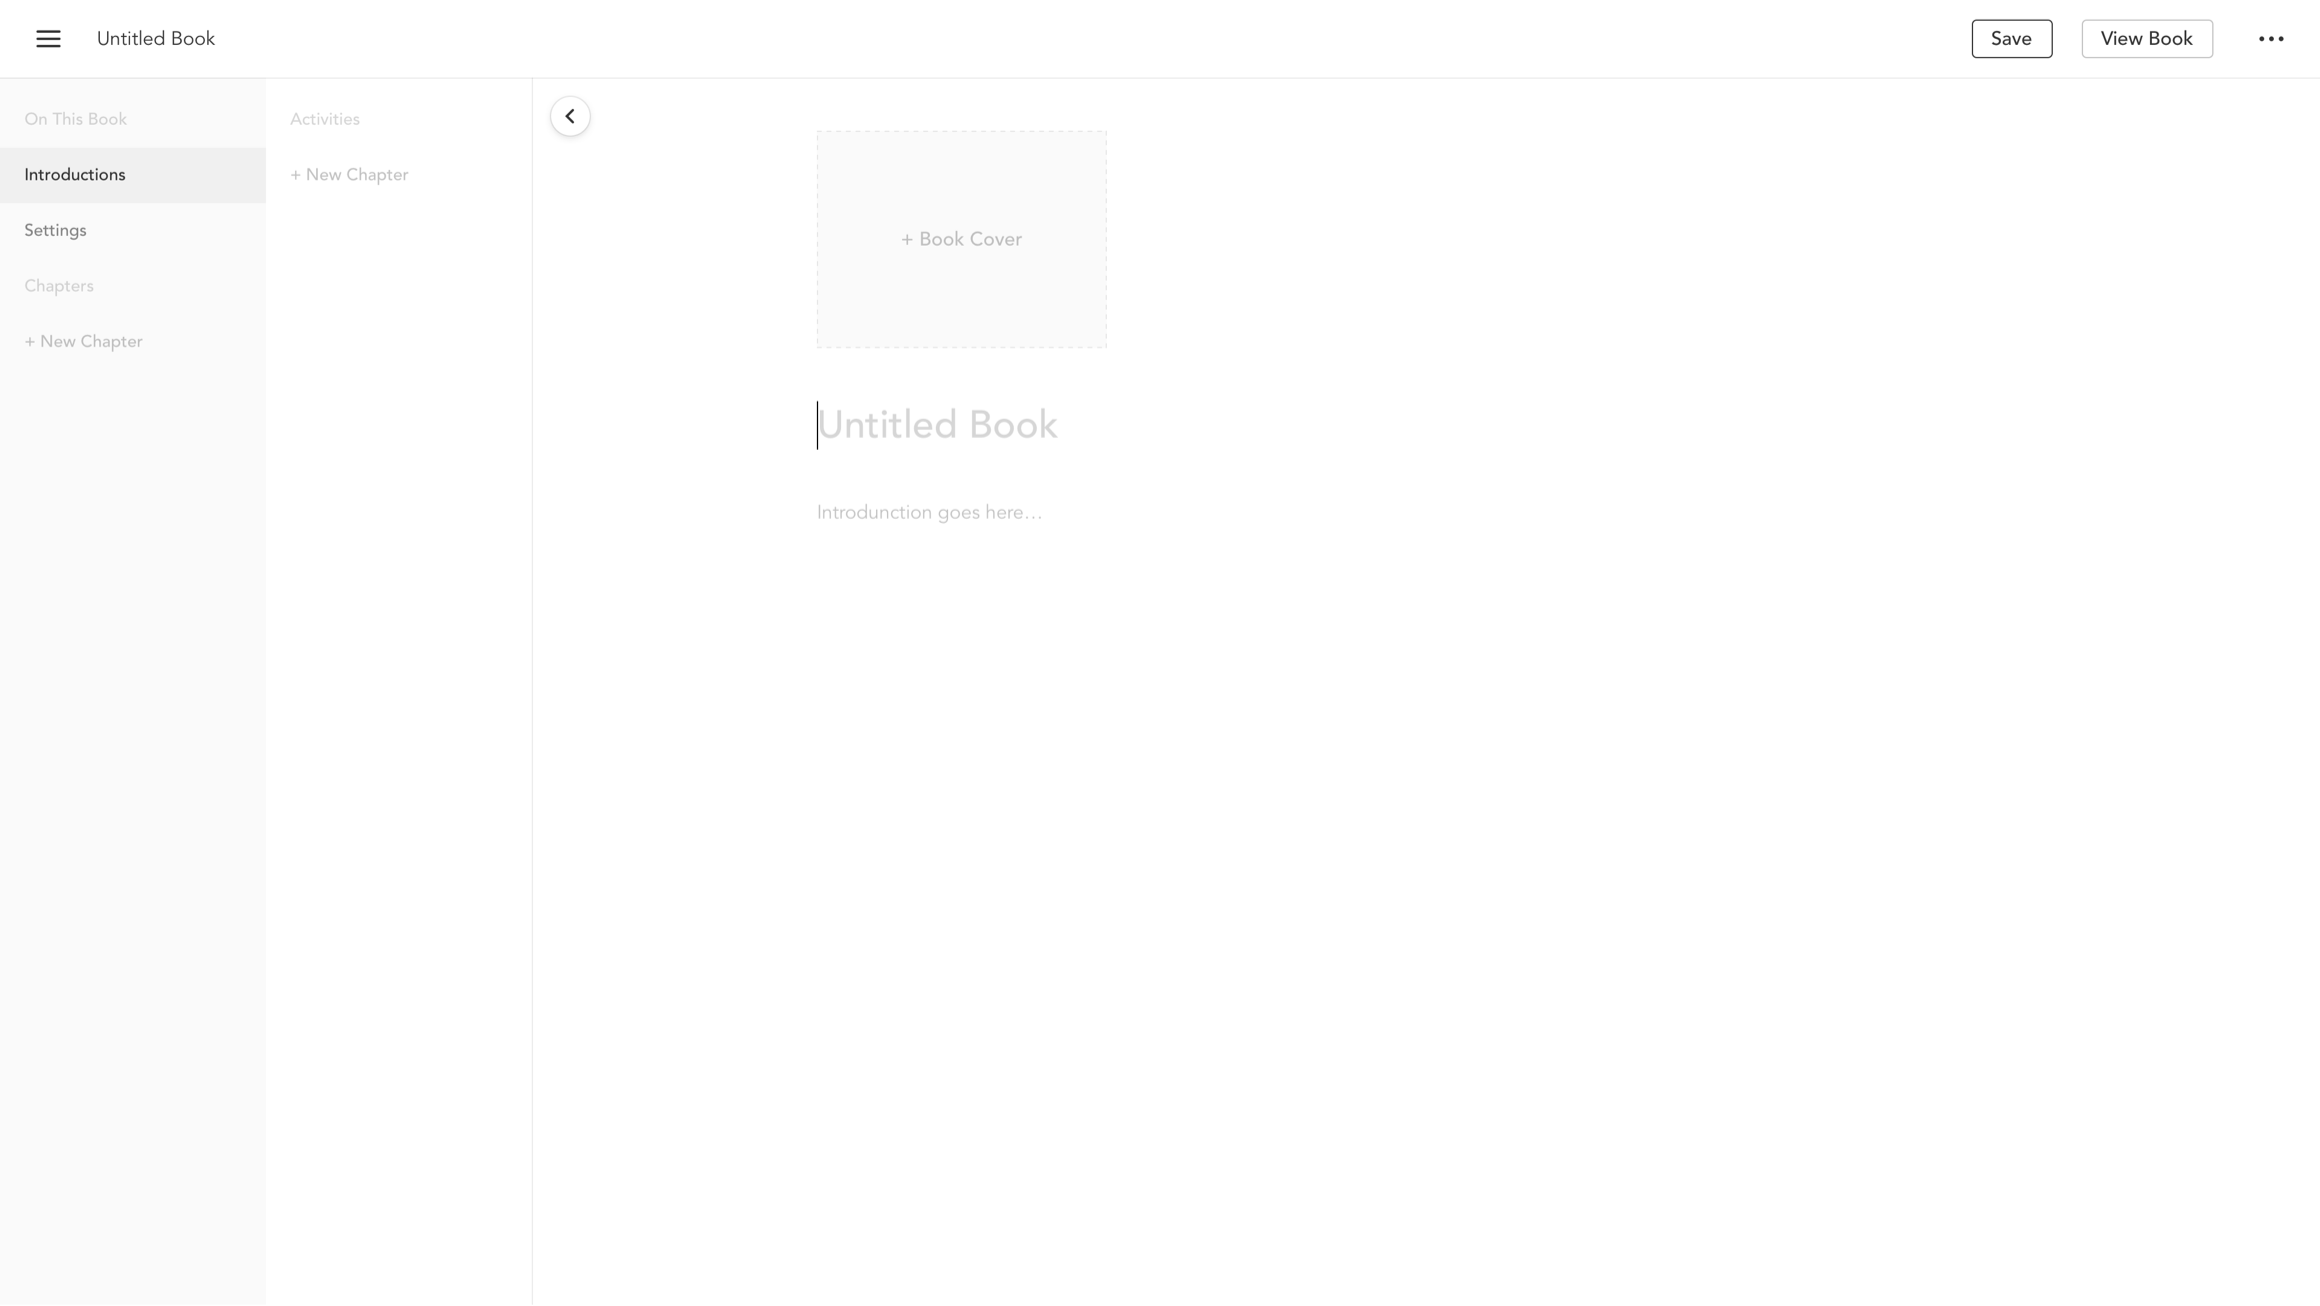 Untitled Book
Save
View Book
On This Book
Introductions
Settings
Chapters
+ New Chapter
Activities
+ New Chapter
+ Book Cover
Untitled Book
Introdunction goes here...